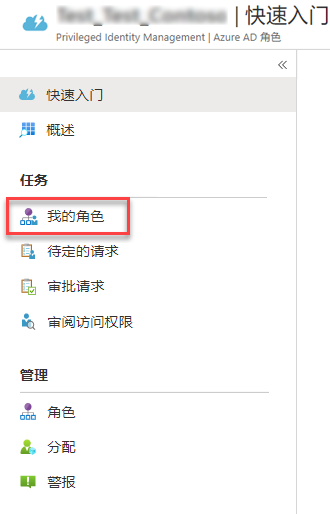 | 快速入门
Privileged Identity Management | Azure AD 角色
快速入门
概述
任务
我的角色
待定的请求
审批请求
审阅访问权限
管理
角色
分配
警报